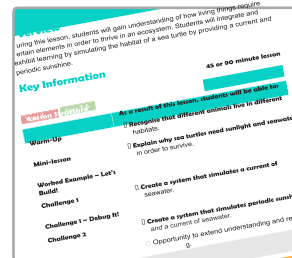 uring this lesson, students will gain understanding of how living things require
ertain elements in order to thrive in an ecosystem. Students will integrate and
exhibit learning by simulating the habitat of a sea turtle by providing a current and
periodic sunshine.
Key Information
45 or 90 minute lesson
As a result of this lesson, students will be able to:
Warm-Up
▯ Recognise that different animals live in different
habitats.
Mini-lesson
▯ Explain why sea turtles need sunlight and seawate
in order to survive.
Worked Example – Let's
Build!
Challenge 1
▯ Create a system that simulates a current of
seawater.
Challenge 1 – Debug It!
▯ Create a system that simulates periodic sunsh
and a current of seawater.
Challenge 2
▯ Opportunity to extend understanding and re
g.